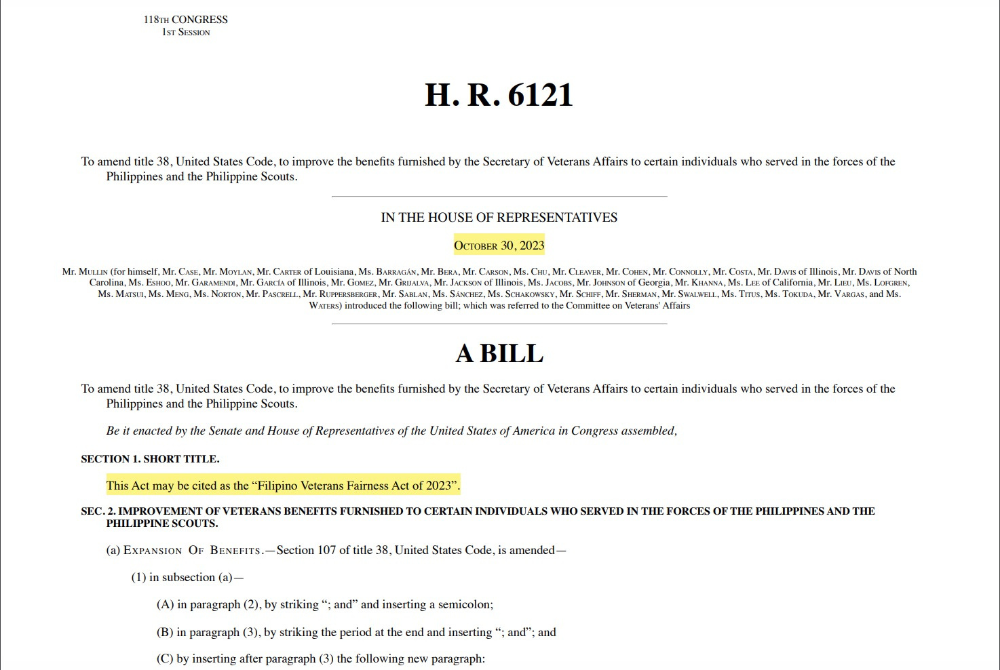 118TH CONGRESS
1ST SESSION
H. R. 6121
To amend title 38, United States Code, to improve the benefits furnished by the Secretary of Veterans Affairs to certain individuals who served in the forces of the
Philippines and the Philippine Scouts.
IN THE HOUSE OF REPRESENTATIVES
OCTOBER 30, 2023
Mr. MULLIN (for himself, Mr. CASE, Mr. MOYLAN, Mr. CARTER of Louisiana, Ms. BARRAGÁN, Mr. BERA, Mr. CARSON, Ms. CHU, Mr. CLEAVER, Mr. COHEN, Mr. CONNOLLY, Mr. COSTA, Mr. DAVIS of Illinois, Mr. DAVIS of North
Carolina, Ms. ESHOO, Mr. GARAMENDI, Mr. GARCÍA of Illinois, Mr. GOMEZ, Mr. GRIJALVA, Mr. JACKSON of Illinois, Ms. JACOBS, Mr. JOHNSON of Georgia, Mr. KHANNA, Ms. LEE of California, Mr. LIEU, Ms. LOFGREN,
Ms. MATSUI, Ms. MENG, Ms. NORTON, Mr. PASCRELL, Mr. RUPPERSBERGER, Mr. SABLAN, Ms. SÁNCHEZ, Ms. SCHAKOWSKY, Mr. SCHIFF, Mr. SHERMAN, Mr. SWALWELL, Ms. TITUS, Ms. TOKUDA, Mr. VARGAS, and Ms.
WATERS) introduced the following bill; which was referred to the Committee on Veterans' Affairs
A BILL
To amend title 38, United States Code, to improve the benefits furnished by the Secretary of Veterans Affairs to certain individuals who served in the forces of the
Philippines and the Philippine Scouts.
Be it enacted by the Senate and House of Representatives of the United States of America in Congress assembled,
SECTION 1. SHORT TITLE.
This Act may be cited as the “Filipino Veterans Fairness Act of 2023”.
SEC. 2. IMPROVEMENT OF VETERANS BENEFITS FURNISHED TO CERTAIN INDIVIDUALS WHO SERVED IN THE FORCES OF THE PHILIPPINES AND THE
PHILIPPINE SCOUTS.
(a) EXPANSION OF BENEFITS.—Section 107 of title 38, United States Code, is amended—
(1) in subsection (a)—
(A) in paragraph (2), by striking “; and” and inserting a semicolon;
(B) in paragraph (3), by striking the period at the end and inserting “; and”; and
(C) by inserting after paragraph (3) the following new paragraph: